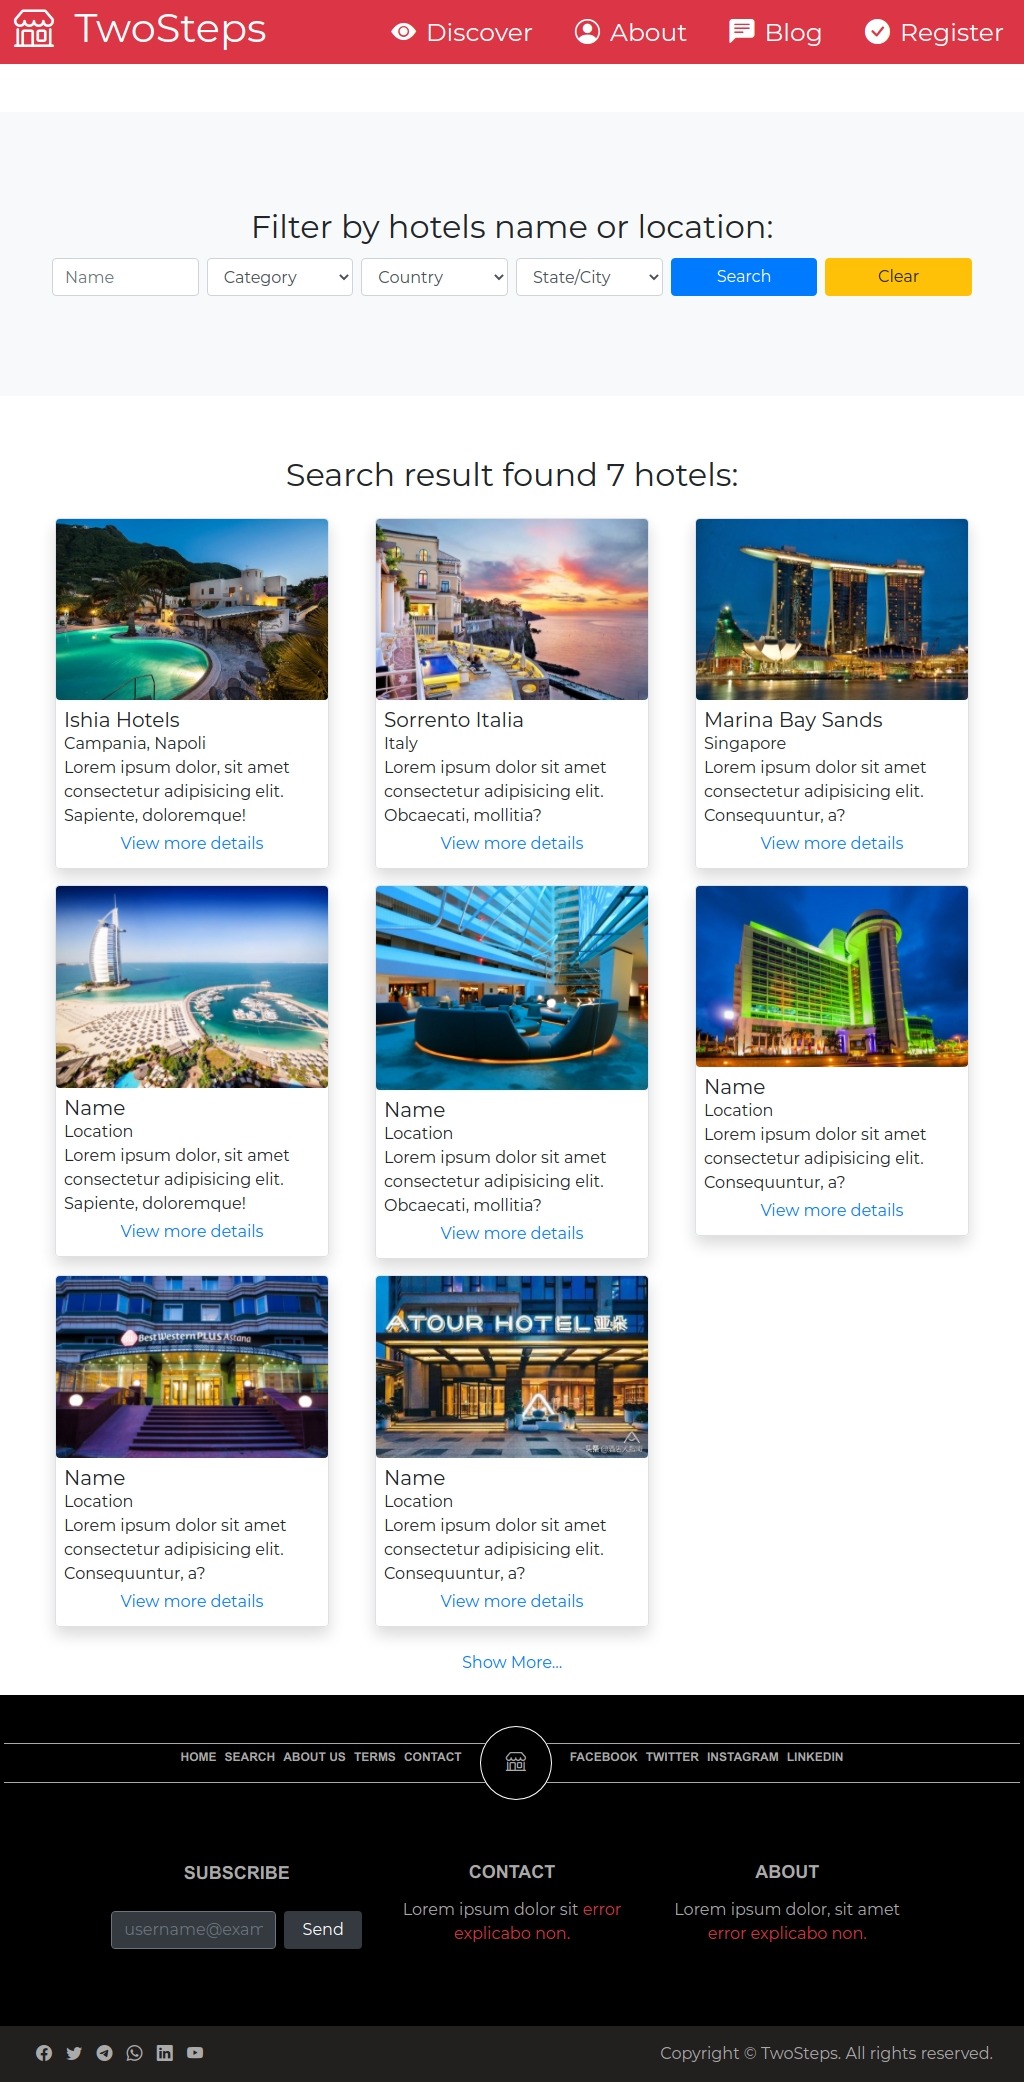 TwoSteps
Discover About Blog Register
Filter by hotels name or location:
Name Category Country State/City Search Clear
Search result found 7 hotels:
Ishia Hotels
Campania, Napoli
Lorem ipsum dolor, sit amet
consectetur adipisicing elit.
Sapiente, doloremque!
View more details
Sorrento Italia
Italy
Lorem ipsum dolor sit amet
consectetur adipisicing elit.
Obcaecati, mollitia?
View more details
Marina Bay Sands
Singapore
Lorem ipsum dolor sit amet
consectetur adipisicing elit.
Consequuntur, a?
View more details
Name
Location
Lorem ipsum dolor, sit amet
consectetur adipisicing elit.
Sapiente, doloremque!
View more details
Name
Location
Lorem ipsum dolor sit amet
consectetur adipisicing elit.
Obcaecati, mollitia?
View more details
Name
Location
Lorem ipsum dolor sit amet
consectetur adipisicing elit.
Consequuntur, a?
View more details
Best Western PLUS Astana
Name
Location
Lorem ipsum dolor sit amet
consectetur adipisicing elit.
Consequuntur, a?
View more details
ATOUR HOTEL 亚朵
Name
Location
Lorem ipsum dolor sit amet
consectetur adipisicing elit.
Consequuntur, a?
View more details
Show More...
HOME SEARCH ABOUT US TERMS CONTACT
FACEBOOK TWITTER INSTAGRAM LINKEDIN
SUBSCRIBE
username@exam
Send
CONTACT
Lorem ipsum dolor sit error
explicabo non.
ABOUT
Lorem ipsum dolor, sit amet
error explicabo non.
Copyright © TwoSteps. All rights reserved.